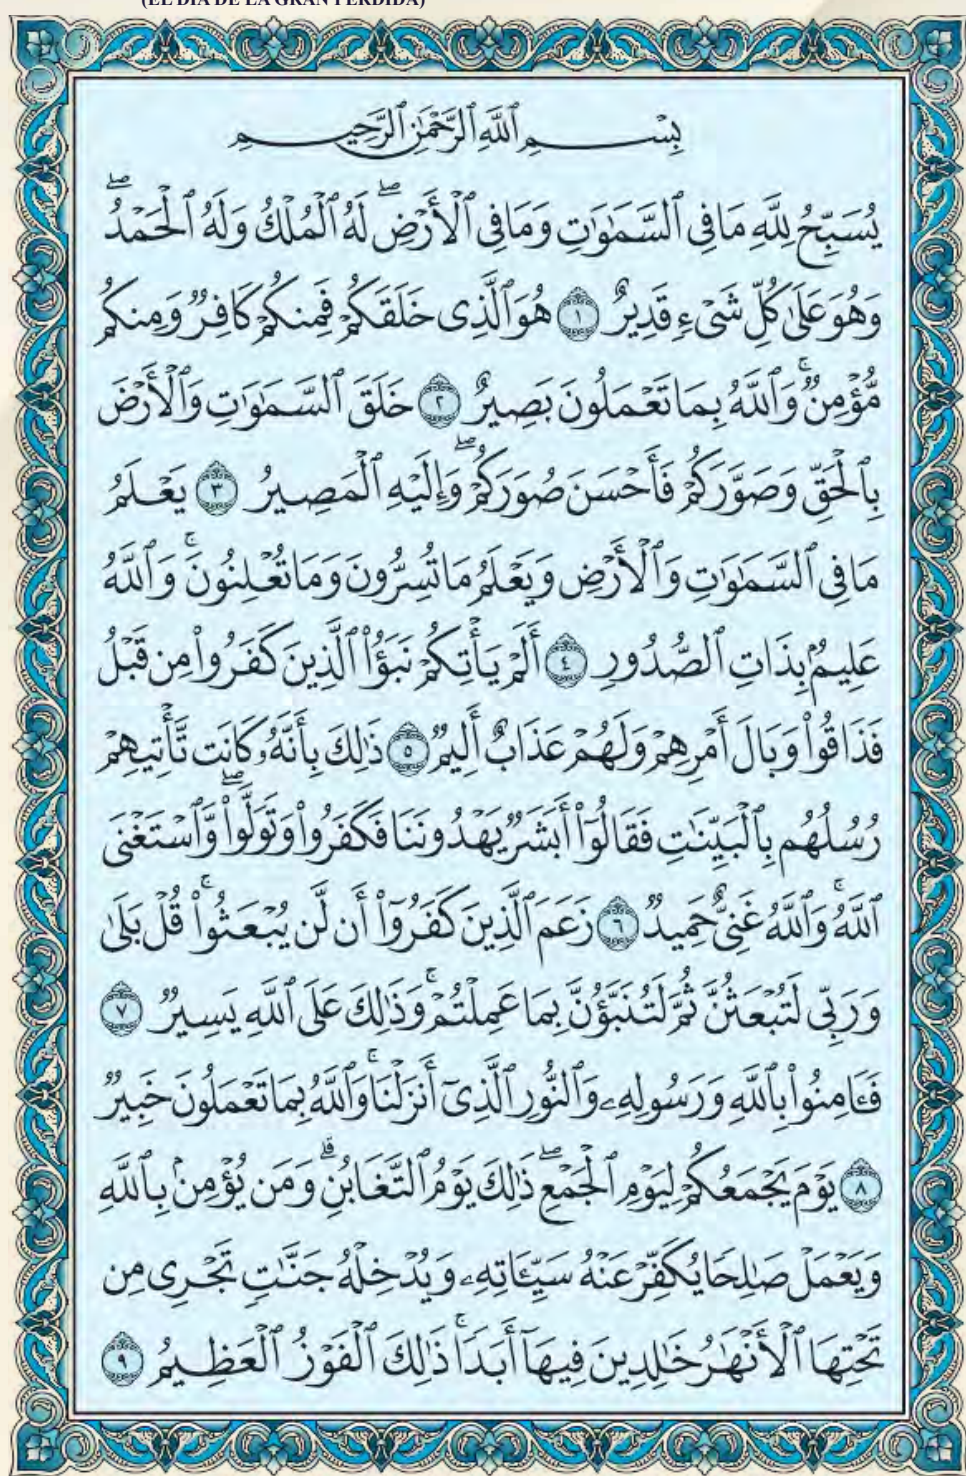 (EL DIA DE LA GRAN PERDIDA)
بِسْمِ ٱللَّهِ ٱلرَّحْمَٰنِ ٱلرَّحِيمِ
يُسَبِّحُ لِلَّهِ مَا فِى ٱلسَّمَٰوَٰتِ وَمَا فِى ٱلْأَرْضِۖ لَهُ ٱلْمُلْكُ وَلَهُ ٱلْحَمْدُۖ
وَهُوَ عَلَىٰ كُلِّ شَىْءٍ قَدِيرٌ ١ هُوَ ٱلَّذِى خَلَقَكُمْ فَمِنكُمْ كَافِرٌ وَمِنكُم
مُّؤْمِنٌۚ وَٱللَّهُ بِمَا تَعْمَلُونَ بَصِيرٌ ٢ خَلَقَ ٱلسَّمَٰوَٰتِ وَٱلْأَرْضَ
بِٱلْحَقِّ وَصَوَّرَكُمْ فَأَحْسَنَ صُوَرَكُمْۖ وَإِلَيْهِ ٱلْمَصِيرُ ٣ يَعْلَمُ
مَا فِى ٱلسَّمَٰوَٰتِ وَٱلْأَرْضِ وَيَعْلَمُ مَا تُسِرُّونَ وَمَا تُعْلِنُونَۚ وَٱللَّهُ
عَلِيمٌۢ بِذَاتِ ٱلصُّدُورِ ٤ أَلَمْ يَأْتِكُمْ نَبَؤُا۟ ٱلَّذِينَ كَفَرُوا۟ مِن قَبْلُ
فَذَاقُوا۟ وَبَالَ أَمْرِهِمْ وَلَهُمْ عَذَابٌ أَلِيمٌ ٥ ذَٰلِكَ بِأَنَّهُۥ كَانَت تَّأْتِيهِمْ
رُسُلُهُم بِٱلْبَيِّنَٰتِ فَقَالُوٓا۟ أَبَشَرٌ يَهْدُونَنَا فَكَفَرُوا۟ وَتَوَلَّوا۟ۖ وَّٱسْتَغْنَى
ٱللَّهُۚ وَٱللَّهُ غَنِىٌّ حَمِيدٌ ٦ زَعَمَ ٱلَّذِينَ كَفَرُوٓا۟ أَن لَّن يُبْعَثُوا۟ۚ قُلْ بَلَىٰ
وَرَبِّى لَتُبْعَثُنَّ ثُمَّ لَتُنَبَّؤُنَّ بِمَا عَمِلْتُمْۚ وَذَٰلِكَ عَلَى ٱللَّهِ يَسِيرٌ ٧
فَـَٔامِنُوا۟ بِٱللَّهِ وَرَسُولِهِۦ وَٱلنُّورِ ٱلَّذِىٓ أَنزَلْنَاۚ وَٱللَّهُ بِمَا تَعْمَلُونَ خَبِيرٌ
٨ يَوْمَ يَجْمَعُكُمْ لِيَوْمِ ٱلْجَمْعِۖ ذَٰلِكَ يَوْمُ ٱلتَّغَابُنِۗ وَمَن يُؤْمِنۢ بِٱللَّهِ
وَيَعْمَلْ صَٰلِحًا يُكَفِّرْ عَنْهُ سَيِّـَٔاتِهِۦ وَيُدْخِلْهُ جَنَّٰتٍ تَجْرِى مِن
تَحْتِهَا ٱلْأَنْهَٰرُ خَٰلِدِينَ فِيهَآ أَبَدًاۚ ذَٰلِكَ ٱلْفَوْزُ ٱلْعَظِيمُ ٩